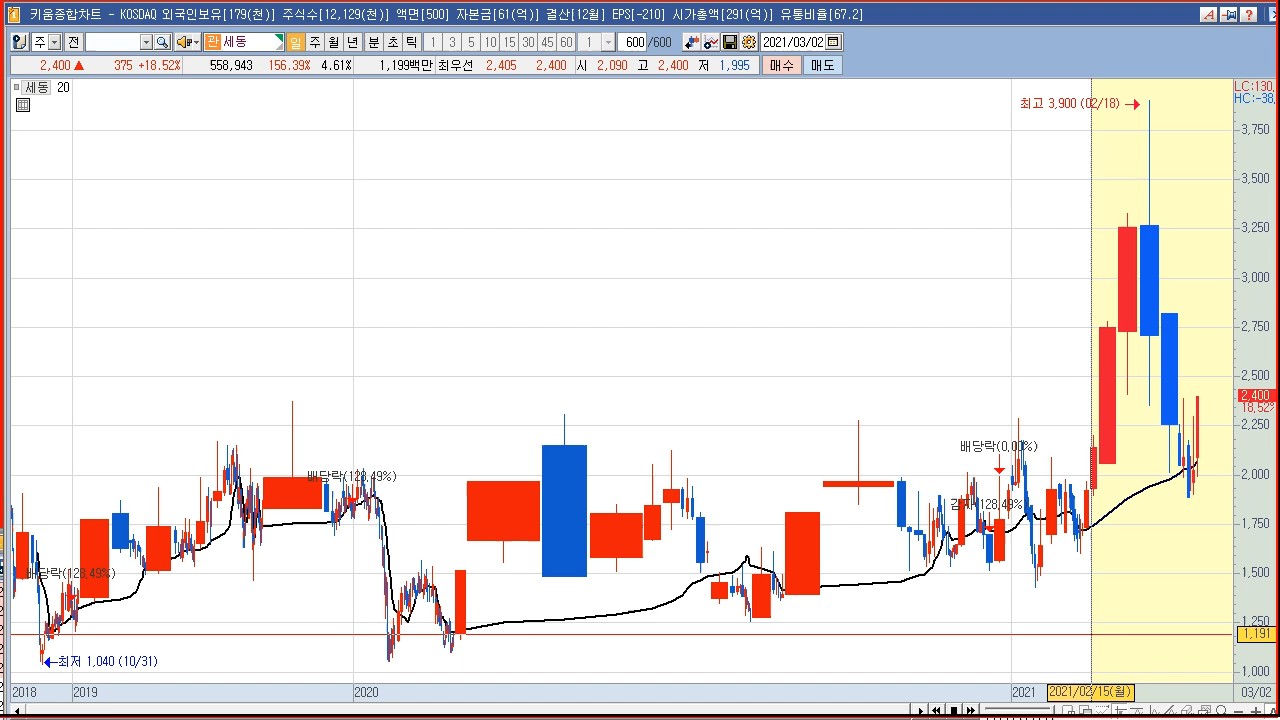 키움종합차트 - KOSDAQ 외국인보유[179(천)] 주식수[12,129(천)] 액면[500] 자본금[61(억)] 결산[12월] EPS[-210] 시가총액[291(억)] 유통비율[67.2]
주 전 관 세동 일 주 월 년 분 초 틱 1 3 5 10 15 30 45 60 1 600 /600 2021/03/02
2,400 ▲ 375 +18.52% 558,943 156.39% 4.61% 1,199백만 최우선 2,405 2,400 시 2,090 고 2,400 저 1,995 매수 매도
세동 20
LC:130,
HC:-38,
최고 3,900 (02/18)
3,750
3,500
3,250
3,000
2,750
2,500
2,400
18.52%
2,250
배당락(0.00%)
배당락(128.49%)
2,000
감자(128.49%)
1,750
배당락(128.49%)
1,500
1,250
1,191
최저 1,040 (10/31)
1,000
2018 2019 2020 2021 2021/02/15(월) 03/02